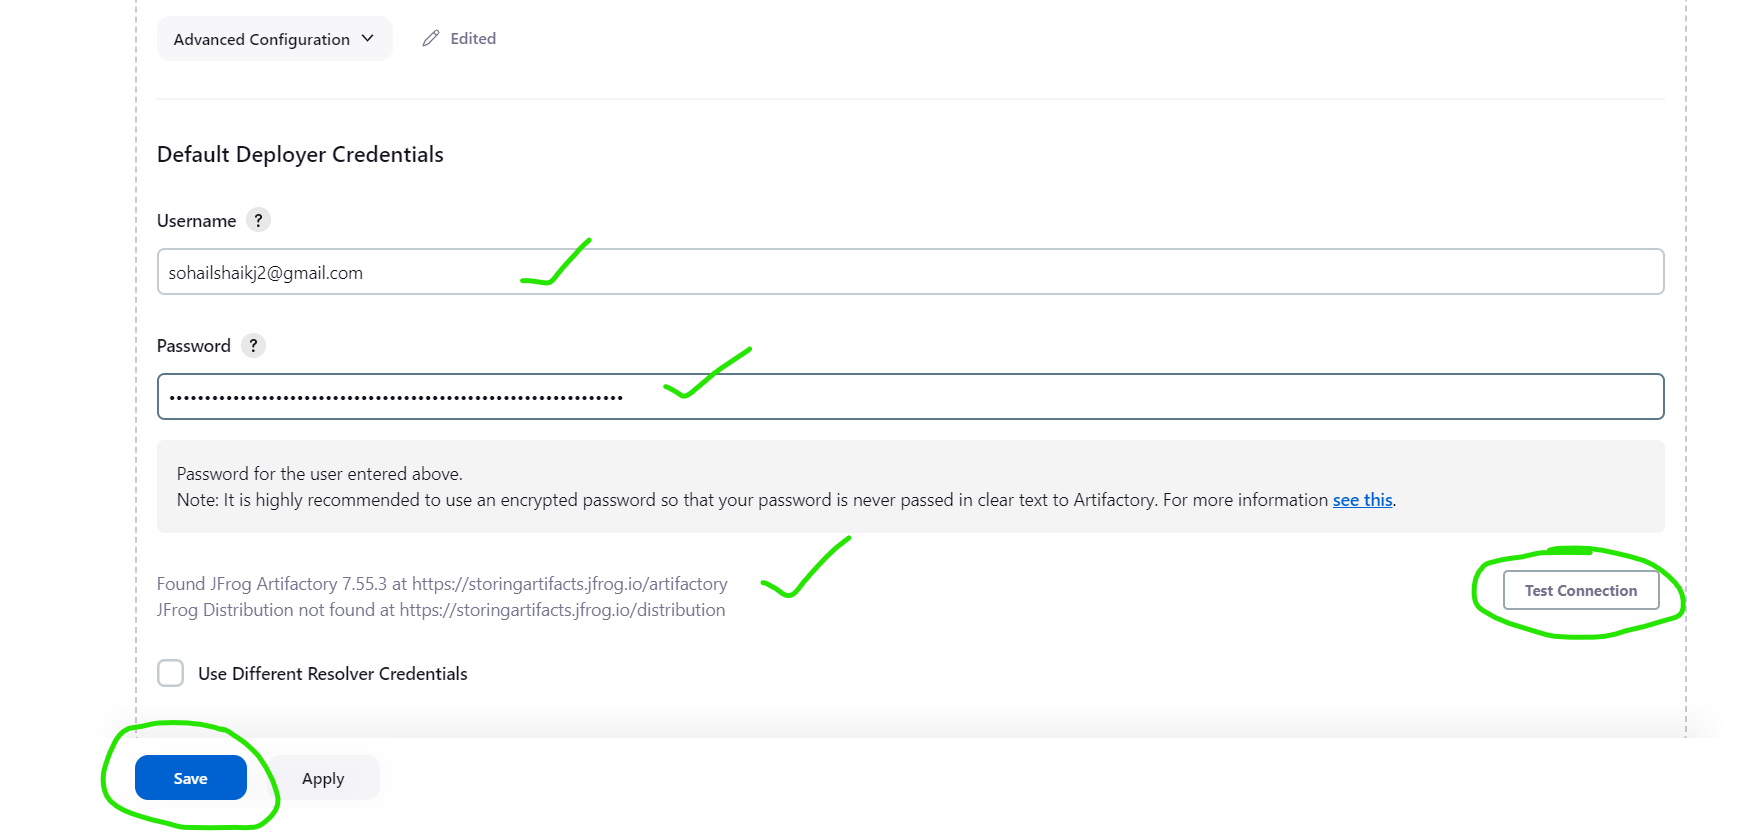 Advanced Configuration Edited
Default Deployer Credentials
Username ?
sohailshaikj2@gmail.com
Password ?
Password for the user entered above.
Note: It is highly recommended to use an encrypted password so that your password is never passed in clear text to Artifactory. For more information see this.
Found JFrog Artifactory 7.55.3 at https://storingartifacts.jfrog.io/artifactory
JFrog Distribution not found at https://storingartifacts.jfrog.io/distribution
Test Connection
Use Different Resolver Credentials
Save Apply